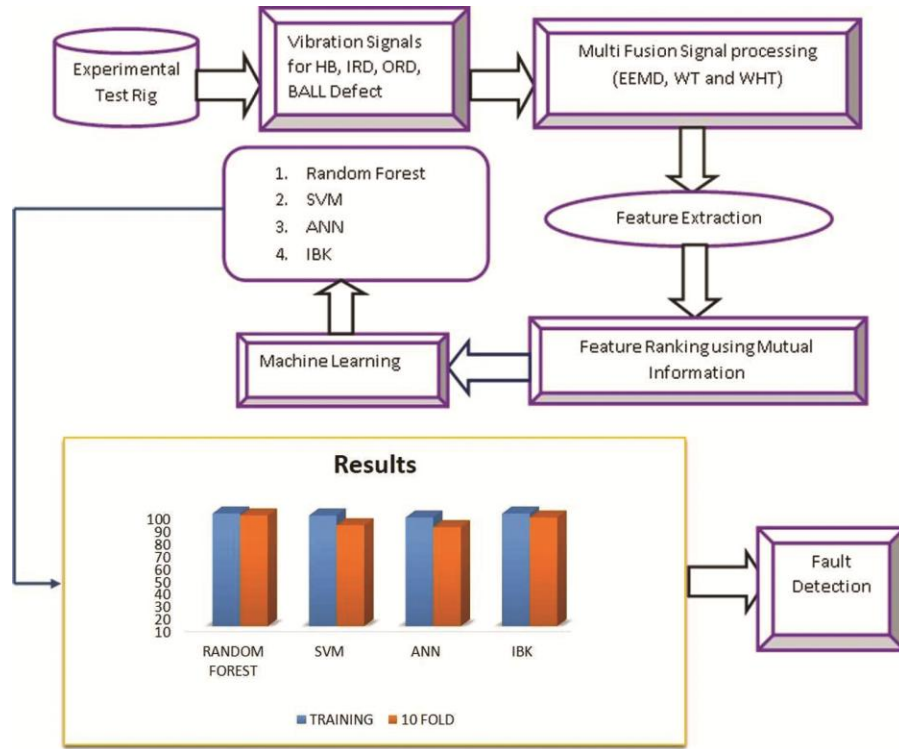 Experimental
Test Rig
Vibration Signals
for HB, IRD, ORD,
BALL Defect
Multi Fusion Signal processing
(EEMD, WT and WHT)
Feature Extraction
Feature Ranking using Mutual
Information
Machine Learning
1. Random Forest
2. SVM
3. ANN
4. IBK
Results
100
90
80
70
60
50
40
30
20
10
RANDOM
FOREST
SVM
ANN
IBK
TRAINING
10 FOLD
Fault
Detection